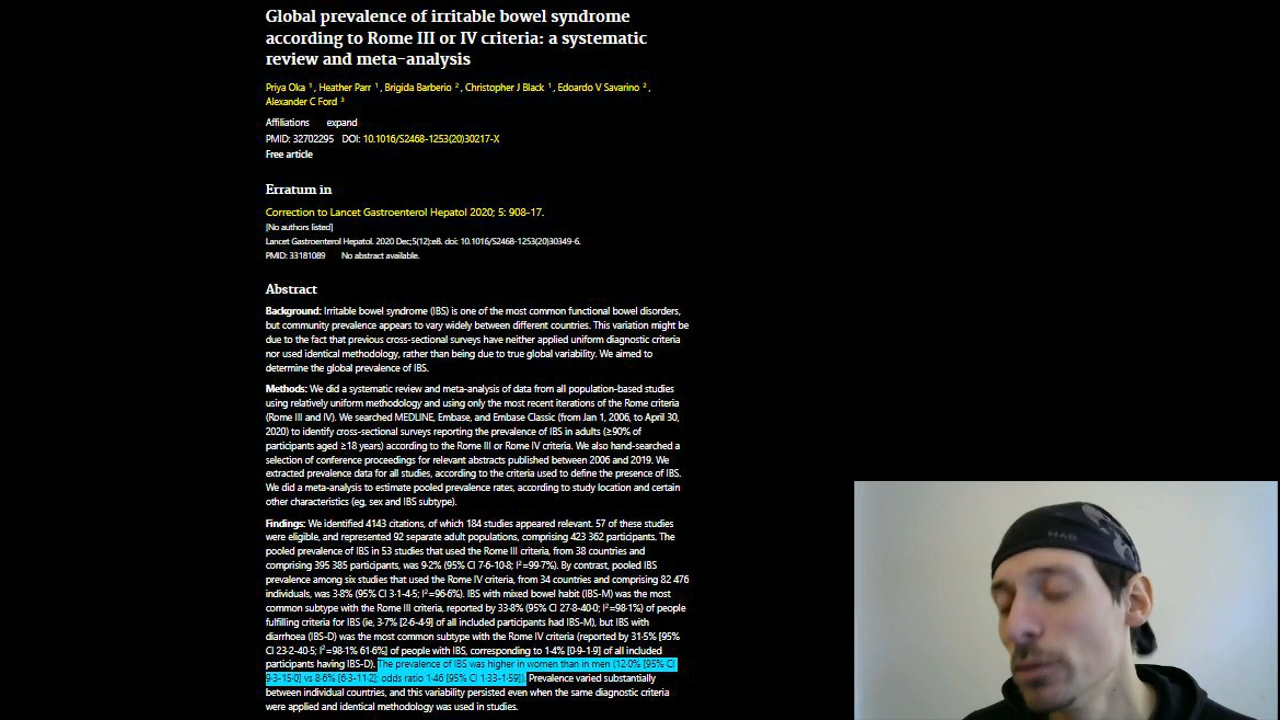 Global prevalence of irritable bowel syndrome
according to Rome III or IV criteria: a systematic
review and meta-analysis
Priya Oka ¹, Heather Parr ¹, Brigida Barberio ², Christopher J Black ¹, Edoardo V Savarino ²,
Alexander C Ford ³
Affiliations expand
PMID: 32702295 DOI: 10.1016/S2468-1253(20)30217-X
Free article
Erratum in
Correction to Lancet Gastroenterol Hepatol 2020; 5: 908-17.
[No authors listed]
Lancet Gastroenterol Hepatol. 2020 Dec;5(12):e8. doi: 10.1016/S2468-1253(20)30349-6.
PMID: 33181089 No abstract available.
Abstract
Background: Irritable bowel syndrome (IBS) is one of the most common functional bowel disorders,
but community prevalence appears to vary widely between different countries. This variation might be
due to the fact that previous cross-sectional surveys have neither applied uniform diagnostic criteria
nor used identical methodology, rather than being due to true global variability. We aimed to
determine the global prevalence of IBS.
Methods: We did a systematic review and meta-analysis of data from all population-based studies
using relatively uniform methodology and using only the most recent iterations of the Rome criteria
(Rome III and IV). We searched MEDLINE, Embase, and Embase Classic (from Jan 1, 2006, to April 30,
2020) to identify cross-sectional surveys reporting the prevalence of IBS in adults (≥90% of
participants aged ≥18 years) according to the Rome III or Rome IV criteria. We also hand-searched a
selection of conference proceedings for relevant abstracts published between 2006 and 2019. We
extracted prevalence data for all studies, according to the criteria used to define the presence of IBS.
We did a meta-analysis to estimate pooled prevalence rates, according to study location and certain
other characteristics (eg, sex and IBS subtype).
Findings: We identified 4143 citations, of which 184 studies appeared relevant. 57 of these studies
were eligible, and represented 92 separate adult populations, comprising 423 362 participants. The
pooled prevalence of IBS in 53 studies that used the Rome III criteria, from 38 countries and
comprising 395 385 participants, was 9·2% (95% CI 7·6-10·8; I²=99·7%). By contrast, pooled IBS
prevalence among six studies that used the Rome IV criteria, from 34 countries and comprising 82 476
individuals, was 3·8% (95% CI 3·1-4·5; I²=96·6%). IBS with mixed bowel habit (IBS-M) was the most
common subtype with the Rome III criteria, reported by 33·8% (95% CI 27·8-40·0; I²=98·1%) of people
fulfilling criteria for IBS (ie, 3·7% [2·6-4·9] of all included participants had IBS-M), but IBS with
diarrhoea (IBS-D) was the most common subtype with the Rome IV criteria (reported by 31·5% [95%
CI 23·2-40·5; I²=98·1% 61·6%] of people with IBS, corresponding to 1·4% [0·9-1·9] of all included
participants having IBS-D). The prevalence of IBS was higher in women than in men (12·0% [95% CI
9·3-15·0] vs 8·6% [6·3-11·2]; odds ratio 1·46 [95% CI 1·33-1·59]). Prevalence varied substantially
between individual countries, and this variability persisted even when the same diagnostic criteria
were applied and identical methodology was used in studies.
HAD